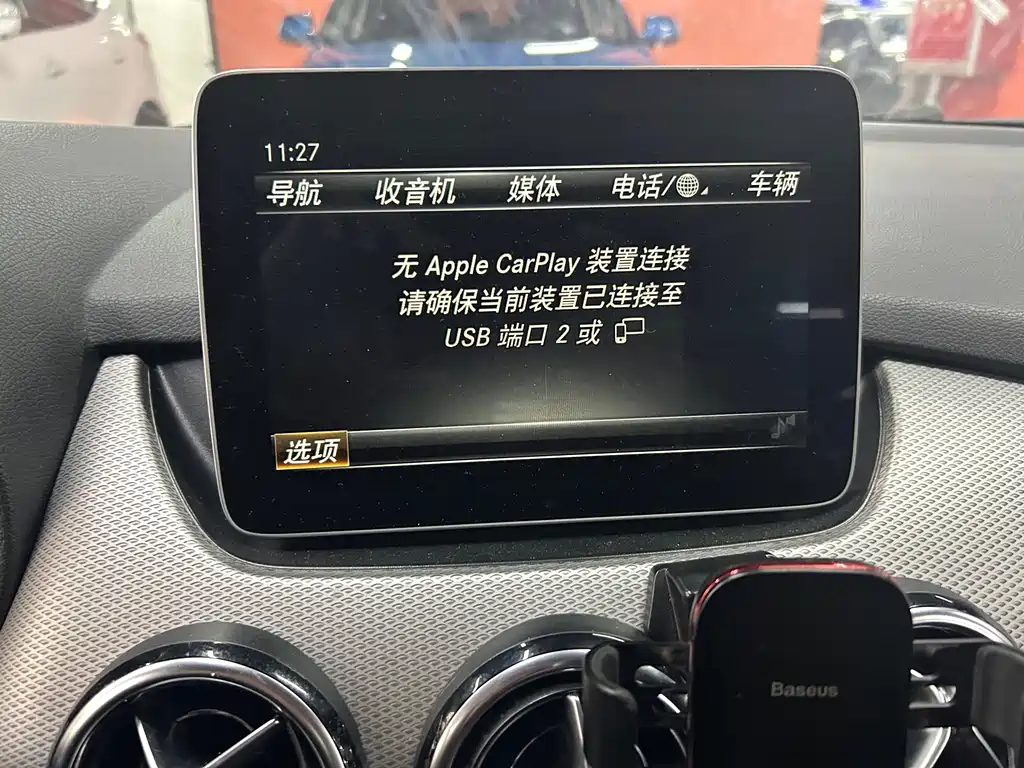 11:27
导航 收音机 媒体 电话/ 车辆
无 Apple CarPlay 装置连接
请确保当前装置已连接至
USB 端口 2 或
选项
Baseus